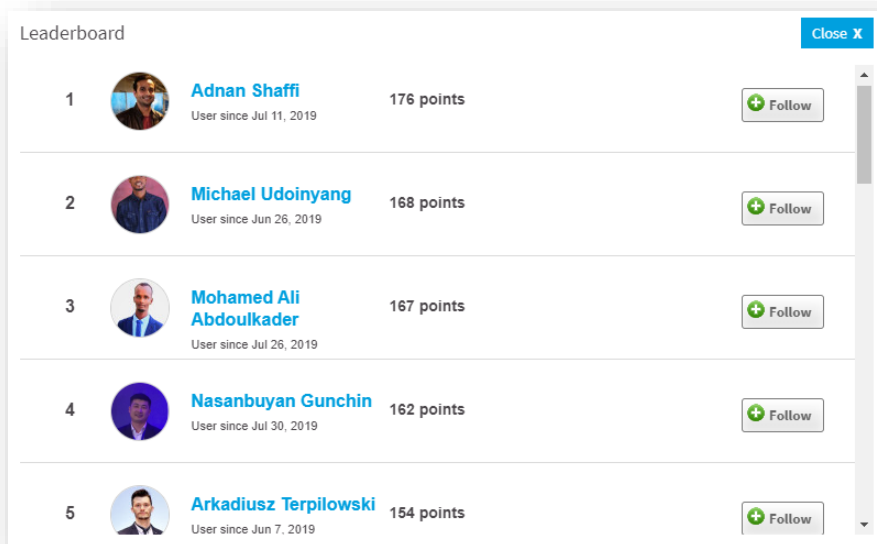 Leaderboard
Close X
1
Adnan Shaffi
User since Jul 11, 2019
176 points
Follow
2
Michael Udoinyang
User since Jun 26, 2019
168 points
Follow
3
Mohamed Ali
Abdoulkader
User since Jul 26, 2019
167 points
Follow
4
Nasanbuyan Gunchin
User since Jul 30, 2019
162 points
Follow
5
Arkadiusz Terpilowski
User since Jun 7, 2019
154 points
Follow